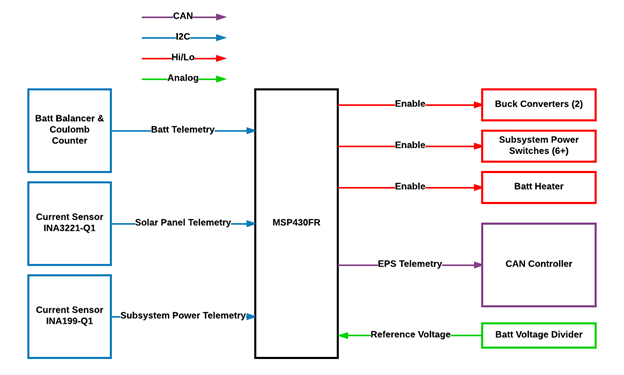 CAN
I2C
Hi/Lo
Analog
Batt Balancer &
Coulomb
Counter
Batt Telemetry
Current Sensor
INA3221-Q1
Solar Panel Telemetry
Current Sensor
INA199-Q1
Subsystem Power Telemetry
MSP430FR
Enable
Buck Converters (2)
Enable
Subsystem Power
Switches (6+)
Enable
Batt Heater
EPS Telemetry
CAN Controller
Reference Voltage
Batt Voltage Divider